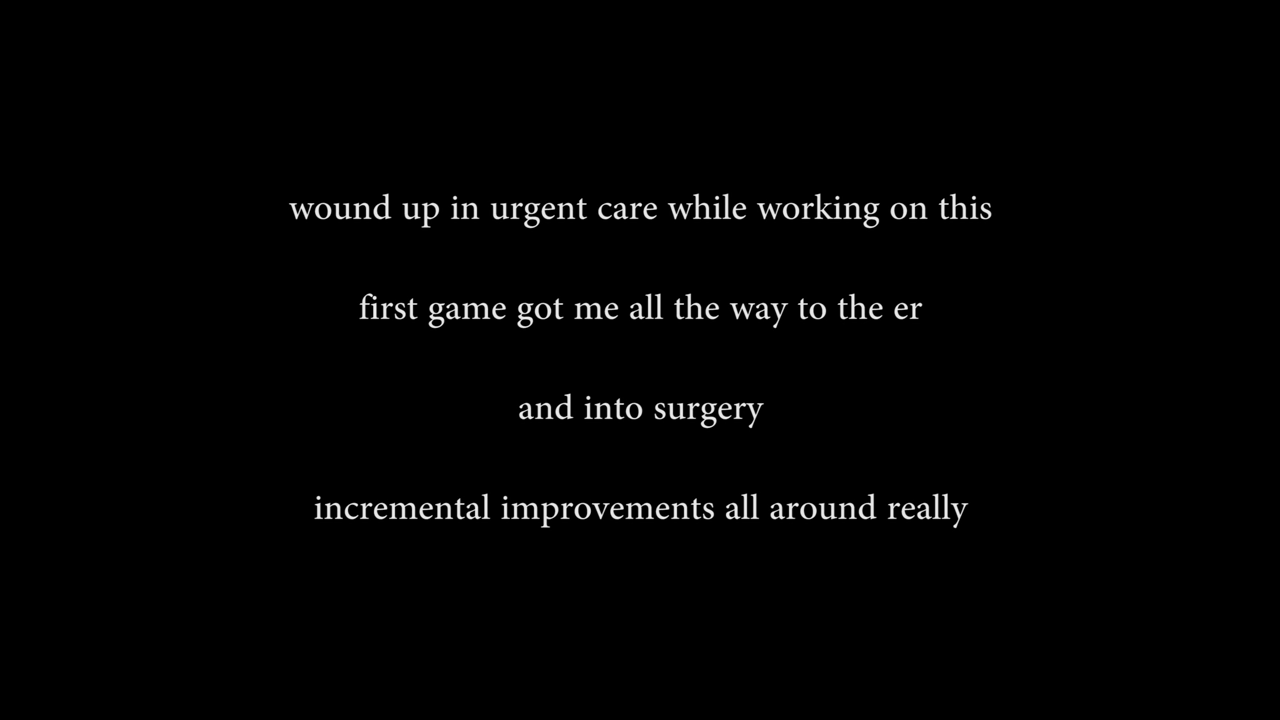 wound up in urgent care while working on this
first game got me all the way to the er
and into surgery
incremental improvements all around really